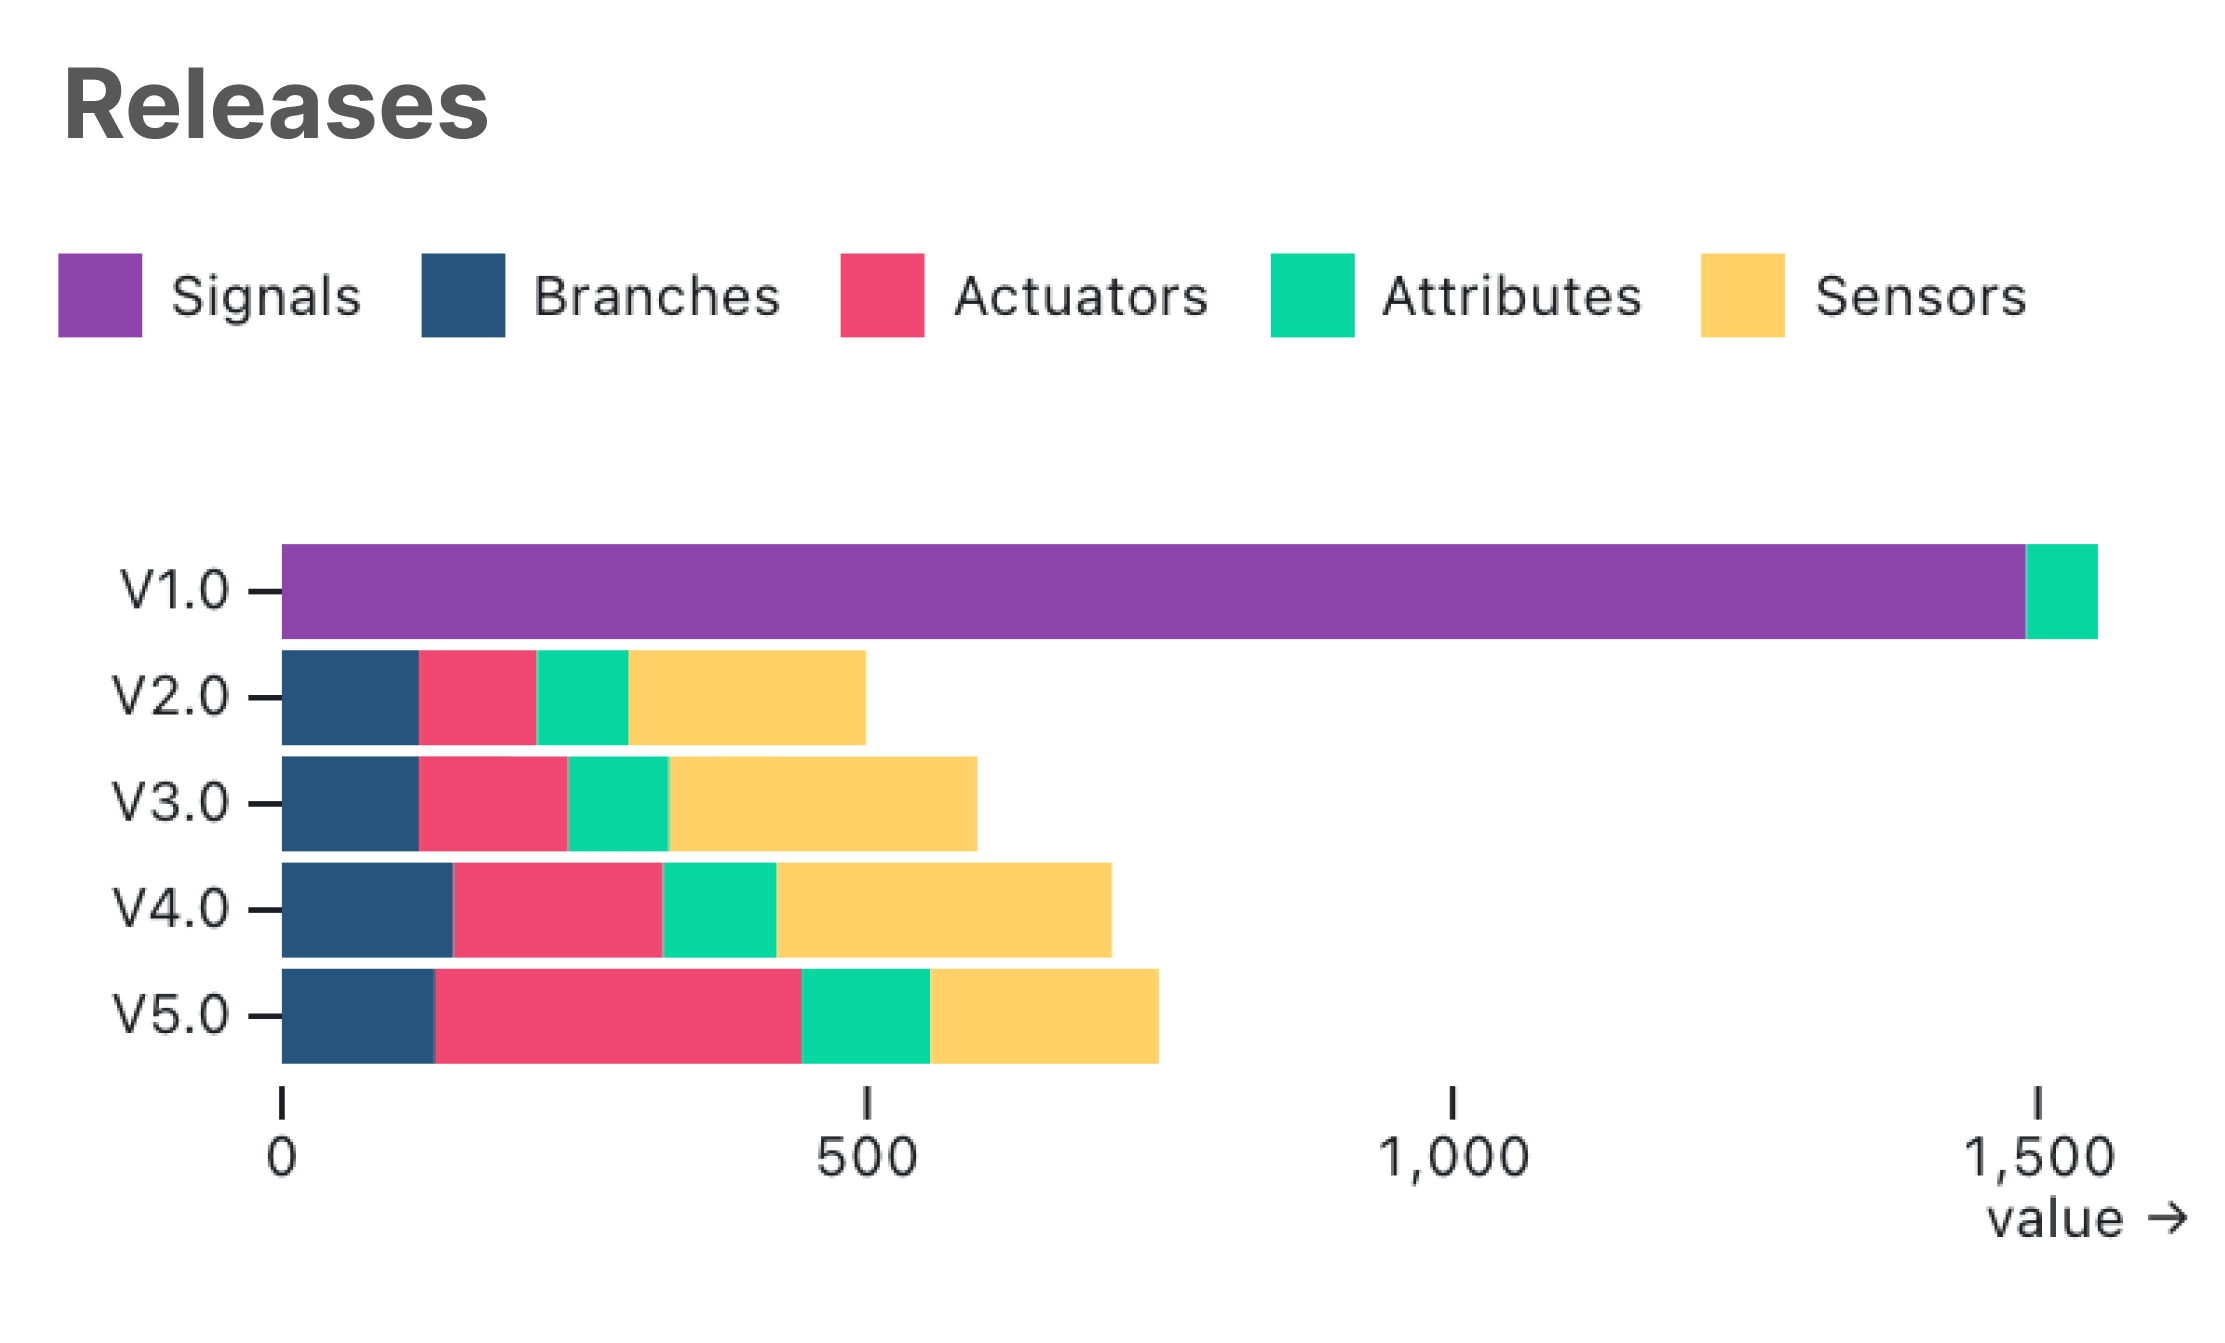 Releases
Signals Branches Actuators Attributes Sensors
V1.0
V2.0
V3.0
V4.0
V5.0
0 500 1,000 1,500
value →